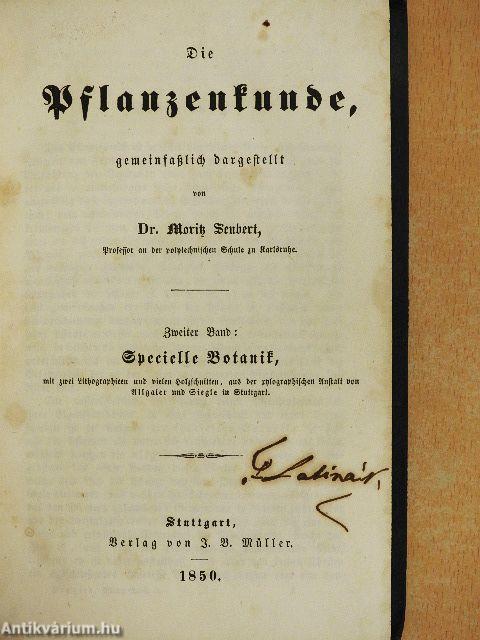 Die
Pflanzenkunde,
gemeinfaßlich dargestellt
von
Dr. Moritz Seubert,
Professor an der polytechnischen Schule zu Karlsruhe.
Zweiter Band:
Specielle Botanik,
mit zwei Lithographieen und vielen Holzschnitten, aus der xylographischen Anstalt von
Allgaier und Siegle in Stuttgart.
Stuttgart,
Verlag von J. B. Müller.
1850.
Antikvárium.hu